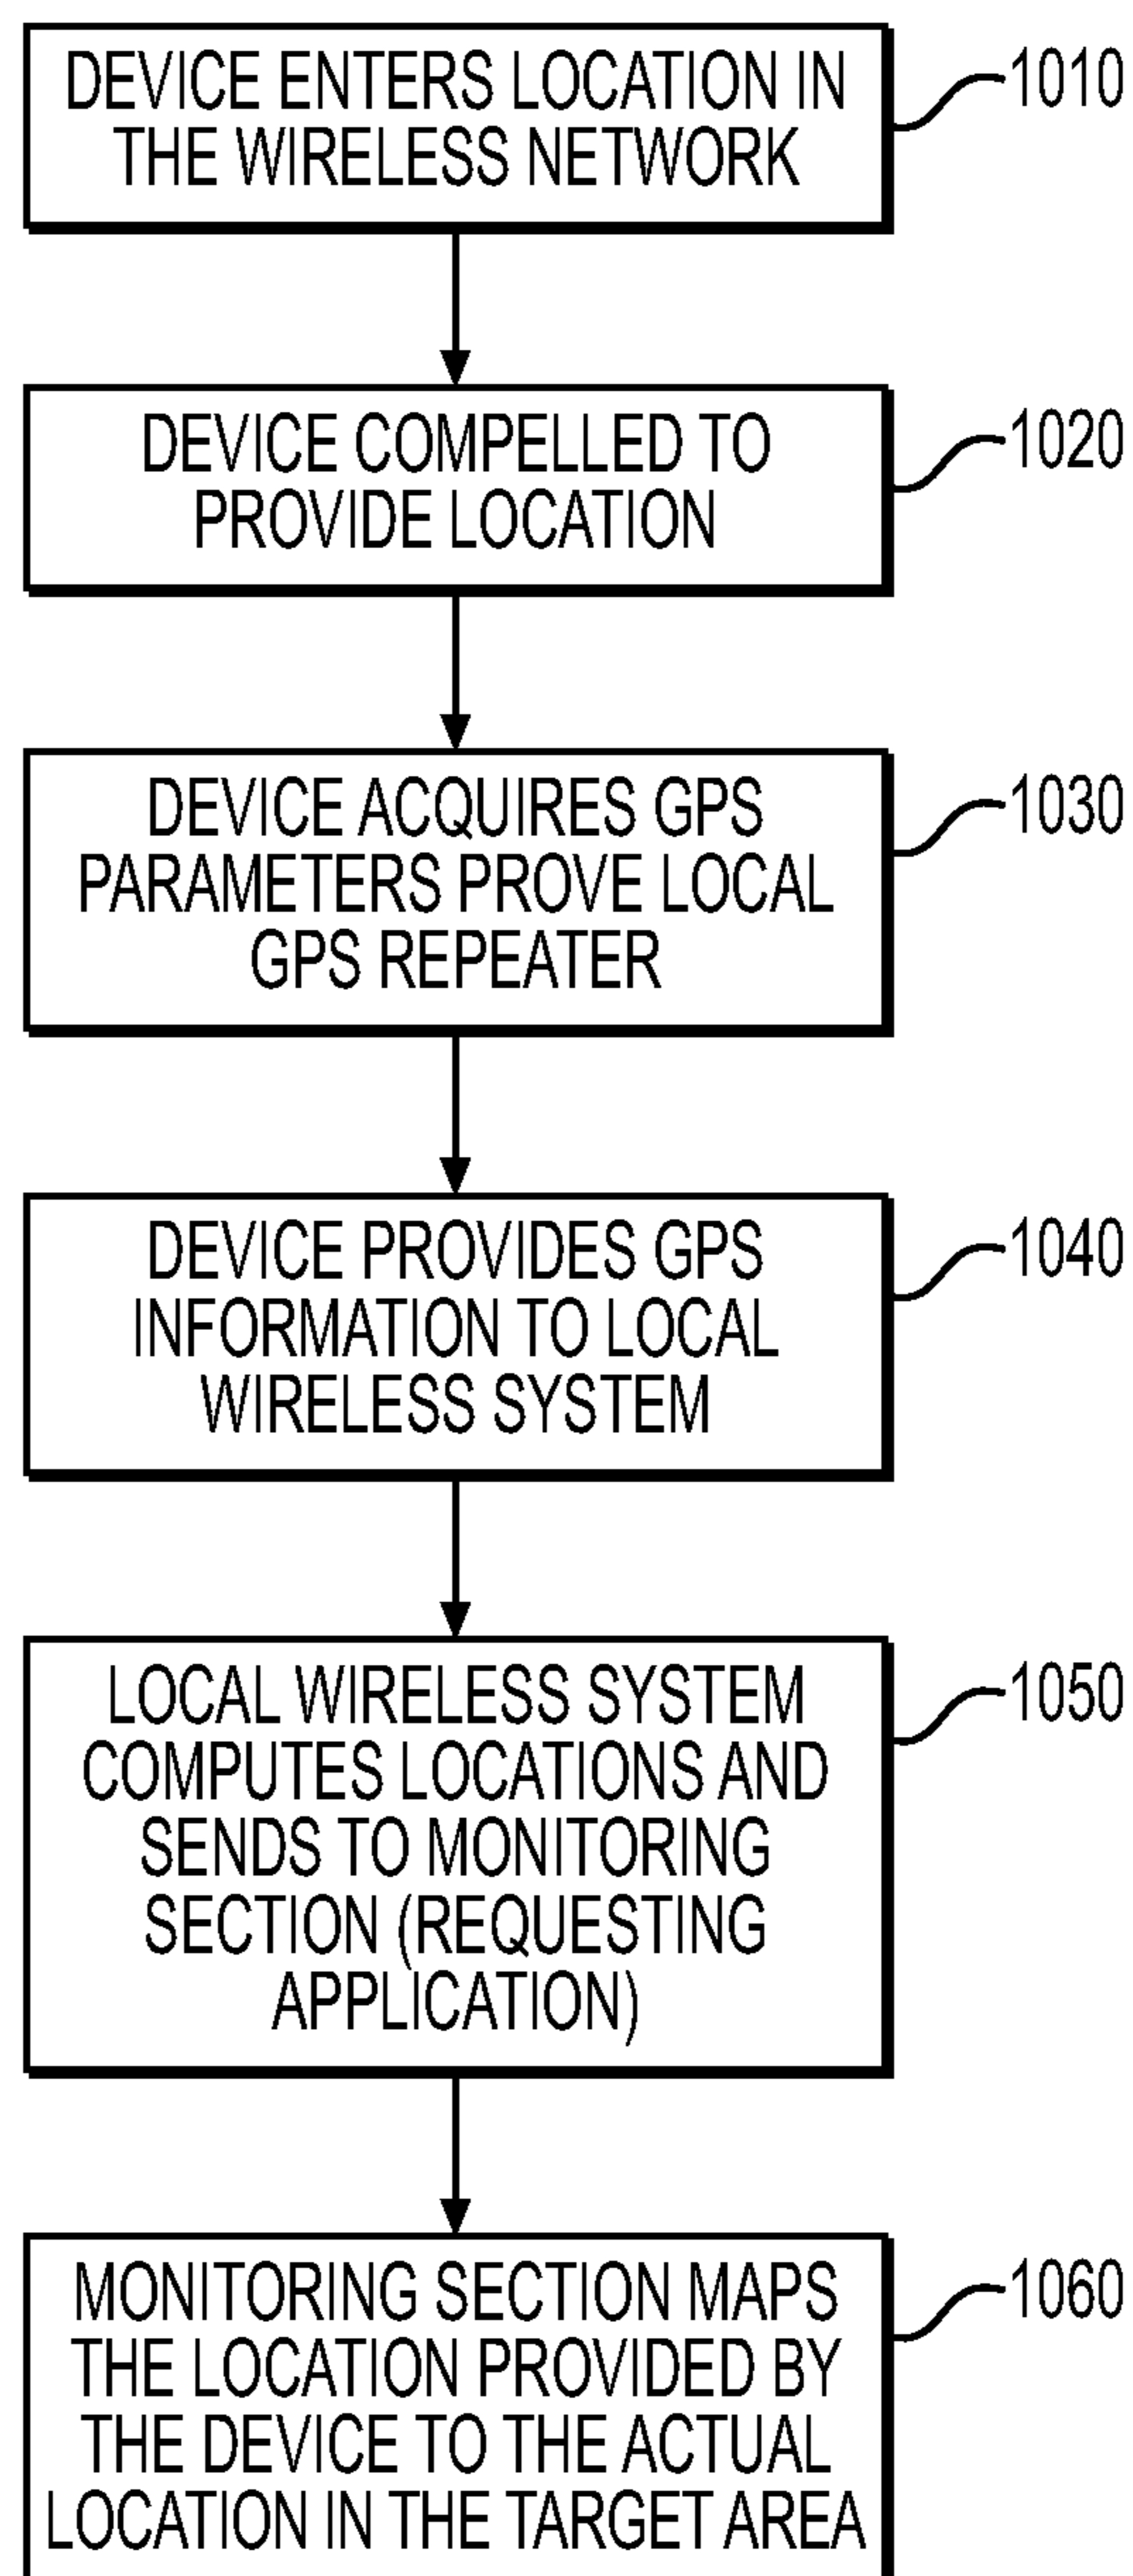 DEVICE ENTERS LOCATION IN
THE WIRELESS NETWORK
1010
DEVICE COMPELLED TO
PROVIDE LOCATION
1020
DEVICE ACQUIRES GPS
PARAMETERS PROVE LOCAL
GPS REPEATER
1030
DEVICE PROVIDES GPS
INFORMATION TO LOCAL
WIRELESS SYSTEM
1040
LOCAL WIRELESS SYSTEM
COMPUTES LOCATIONS AND
SENDS TO MONITORING
SECTION (REQUESTING
APPLICATION)
1050
MONITORING SECTION MAPS
THE LOCATION PROVIDED BY
THE DEVICE TO THE ACTUAL
LOCATION IN THE TARGET AREA
1060